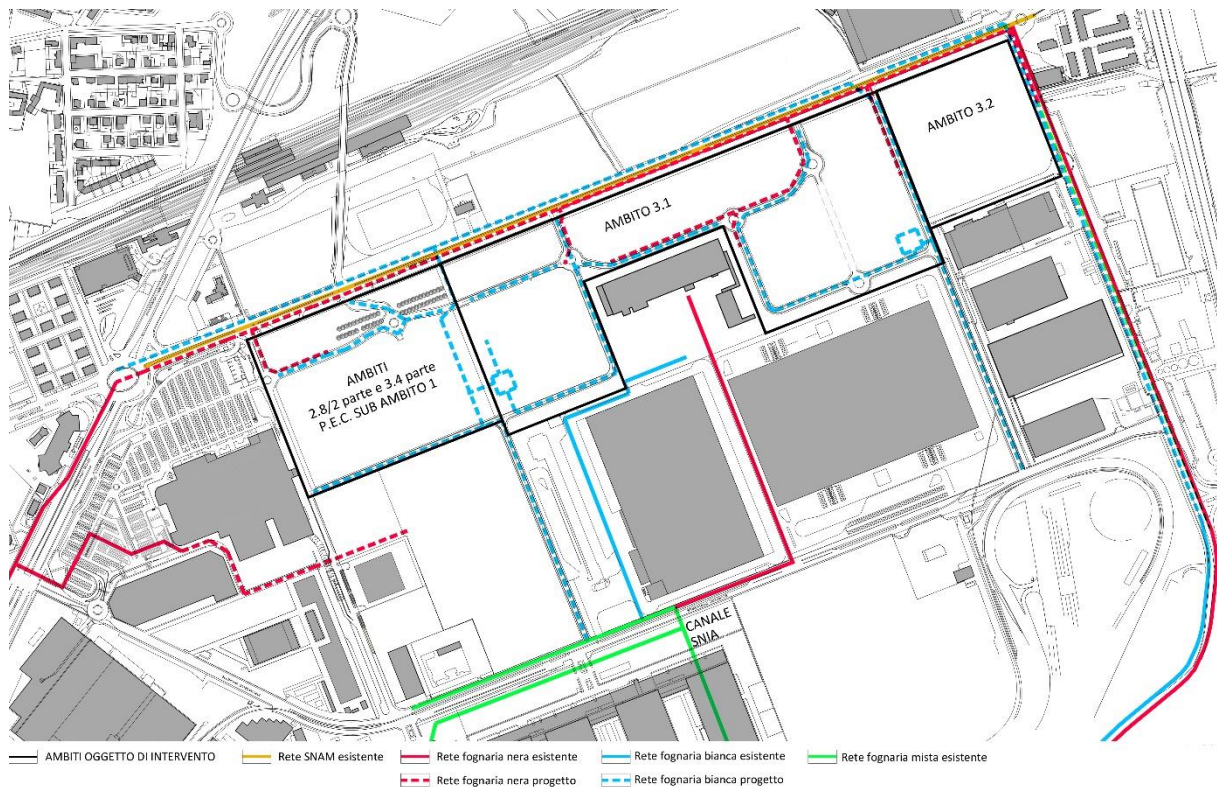 AMBITO 3.2
AMBITO 3.1
AMBITI
2.8/2 parte e 3.4 parte
P.E.C. SUB AMBITO 1
CANALE
SNIA
AMBITI OGGETTO DI INTERVENTO
Rete SNAM esistente
Rete fognaria nera esistente
Rete fognaria bianca esistente
Rete fognaria mista esistente
Rete fognaria nera progetto
Rete fognaria bianca progetto